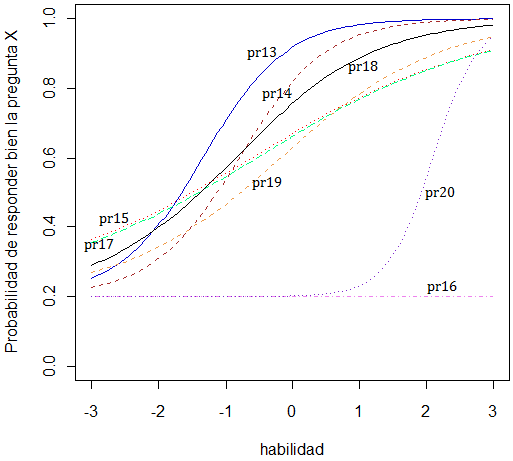 Probabilidad de responder bien la pregunta X
1.0
0.8
0.6
0.4
0.2
0.0
pr13
pr18
pr14
pr19
pr20
pr15
pr17
pr16
-3 -2 -1 0 1 2 3
habilidad